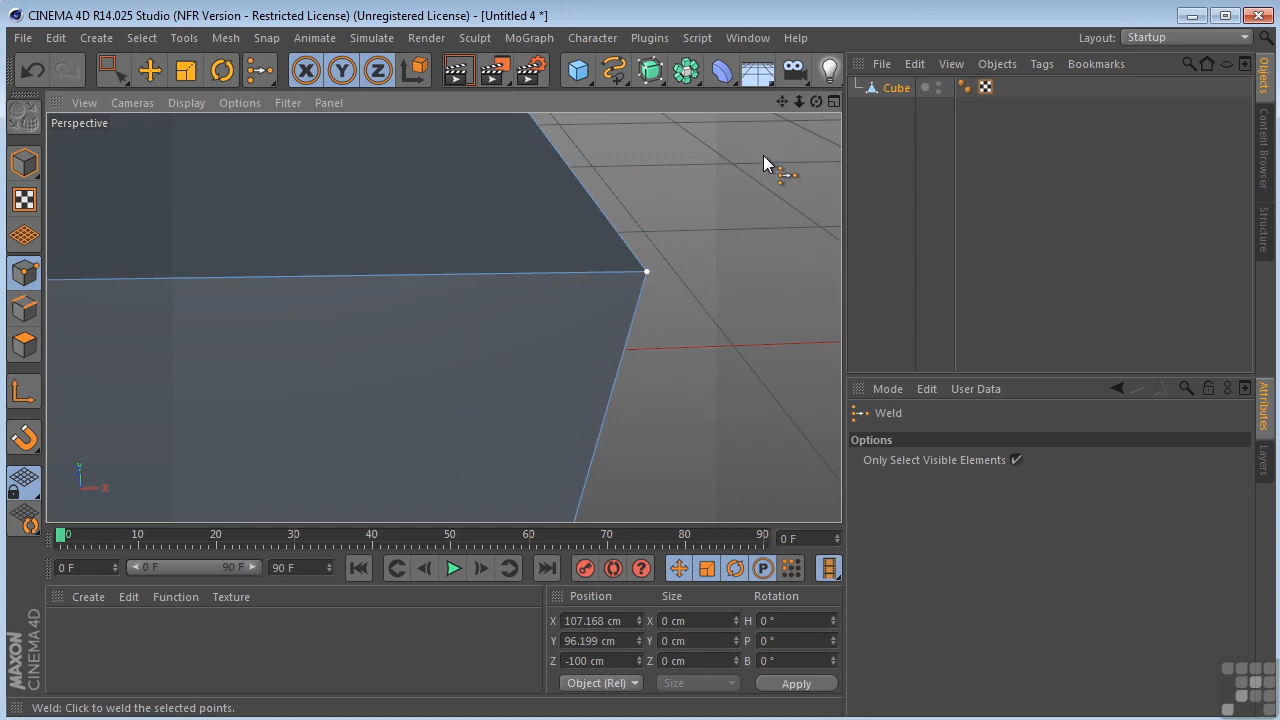 CINEMA 4D R14.025 Studio (NFR Version - Restricted License) (Unregistered License) - [Untitled 4 *]
File Edit Create Select Tools Mesh Snap Animate Simulate Render Sculpt MoGraph Character Plugins Script Window Help Layout: Startup
X Y Z
View Cameras Display Options Filter Panel
Perspective
Y
X
File Edit View Objects Tags Bookmarks
Cube
Objects
Content Browser
Structure
Mode Edit User Data
Weld
Options
Only Select Visible Elements
Attributes
Layers
0 10 20 30 40 50 60 70 80 90 0 F
0 F 0 F 90 F 90 F P
Create Edit Function Texture
Position Size Rotation
X 107.168 cm X 0 cm H 0 °
Y 96.199 cm Y 0 cm P 0 °
Z -100 cm Z 0 cm B 0 °
Object (Rel) Size Apply
MAXON CINEMA 4D
Weld: Click to weld the selected points.